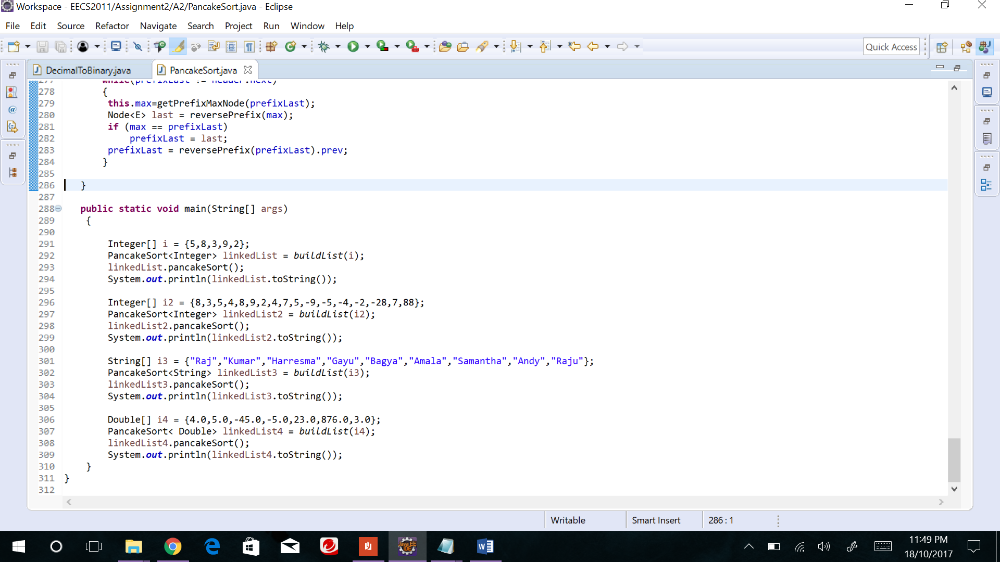 Workspace - EECS2011/Assignment2/A2/PancakeSort.java - Eclipse
File Edit Source Refactor Navigate Search Project Run Window Help
Quick Access
DecimalToBinary.java PancakeSort.java
277 while(prefixLast != header.next)
278 {
279 this.max=getPrefixMaxNode(prefixLast);
280 Node<E> last = reversePrefix(max);
281 if (max == prefixLast)
282 prefixLast = last;
283 prefixLast = reversePrefix(prefixLast).prev;
284 }
285
286 }
287
288 public static void main(String[] args)
289 {
290
291 Integer[] i = {5,8,3,9,2};
292 PancakeSort<Integer> linkedList = buildList(i);
293 linkedList.pancakeSort();
294 System.out.println(linkedList.toString());
295
296 Integer[] i2 = {8,3,5,4,8,9,2,4,7,5,-9,-5,-4,-2,-28,7,88};
297 PancakeSort<Integer> linkedList2 = buildList(i2);
298 linkedList2.pancakeSort();
299 System.out.println(linkedList2.toString());
300
301 String[] i3 = {"Raj","Kumar","Harresma","Gayu","Bagya","Amala","Samantha","Andy","Raju"};
302 PancakeSort<String> linkedList3 = buildList(i3);
303 linkedList3.pancakeSort();
304 System.out.println(linkedList3.toString());
305
306 Double[] i4 = {4.0,5.0,-45.0,-5.0,23.0,876.0,3.0};
307 PancakeSort< Double> linkedList4 = buildList(i4);
308 linkedList4.pancakeSort();
309 System.out.println(linkedList4.toString());
310 }
311 }
312
Writable Smart Insert 286 : 1
Java EE
IDE
11:49 PM
18/10/2017